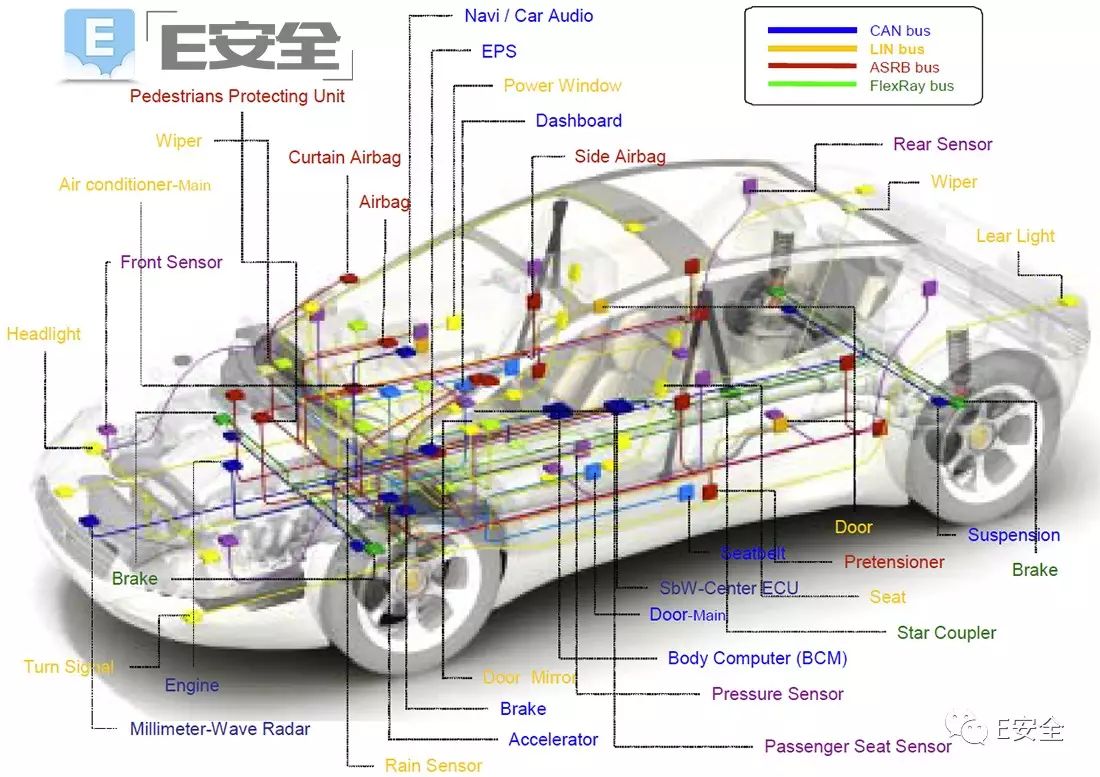 E
E安全
Navi / Car Audio
EPS
Power Window
Dashboard
Side Airbag
CAN bus
LIN bus
ASRB bus
FlexRay bus
Pedestrians Protecting Unit
Wiper
Curtain Airbag
Air conditioner-Main
Airbag
Front Sensor
Headlight
Rear Sensor
Wiper
Lear Light
Door
Suspension
Seatbelt
Pretensioner
Brake
Brake
SbW-Center ECU
Seat
Door-Main
Star Coupler
Turn Signal
Body Computer (BCM)
Engine
Door Mirror
Pressure Sensor
Brake
Millimeter-Wave Radar
Accelerator
Passenger Seat Sensor
Rain Sensor
E安全